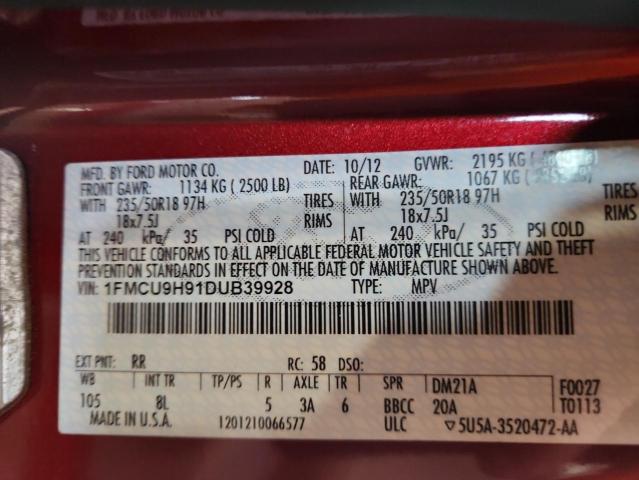 MFD. BY FORD MOTOR CO. DATE: 10/12 GVWR: 2195 KG
FRONT GAWR: 1134 KG (2500 LB) REAR GAWR: 1067 KG
WITH 235/50R18 97H TIRES WITH 235/50R18 97H TIRES
18x7.5J RIMS 18x7.5J RIMS
AT 240 kPa/ 35 PSI COLD AT 240 kPa/ 35 PSI COLD
THIS VEHICLE CONFORMS TO ALL APPLICABLE FEDERAL MOTOR VEHICLE SAFETY AND THEFT
PREVENTION STANDARDS IN EFFECT ON THE DATE OF MANUFACTURE SHOWN ABOVE.
VIN: 1FMCU9H91DUB39928 TYPE: MPV
EXT PNT: RR RC: 58 DSO:
WB INT TR TP/PS R AXLE TR SPR DM21A F0027
105 8L 5 3A 6 BBCC 20A T0113
MADE IN U.S.A. 1201210066577 ULC ▽5U5A-3520472-AA